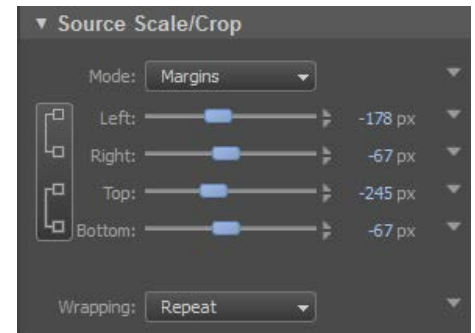 Source Scale/Crop
Mode: Margins
Left: -178 px
Right: -67 px
Top: -245 px
Bottom: -67 px
Wrapping: Repeat